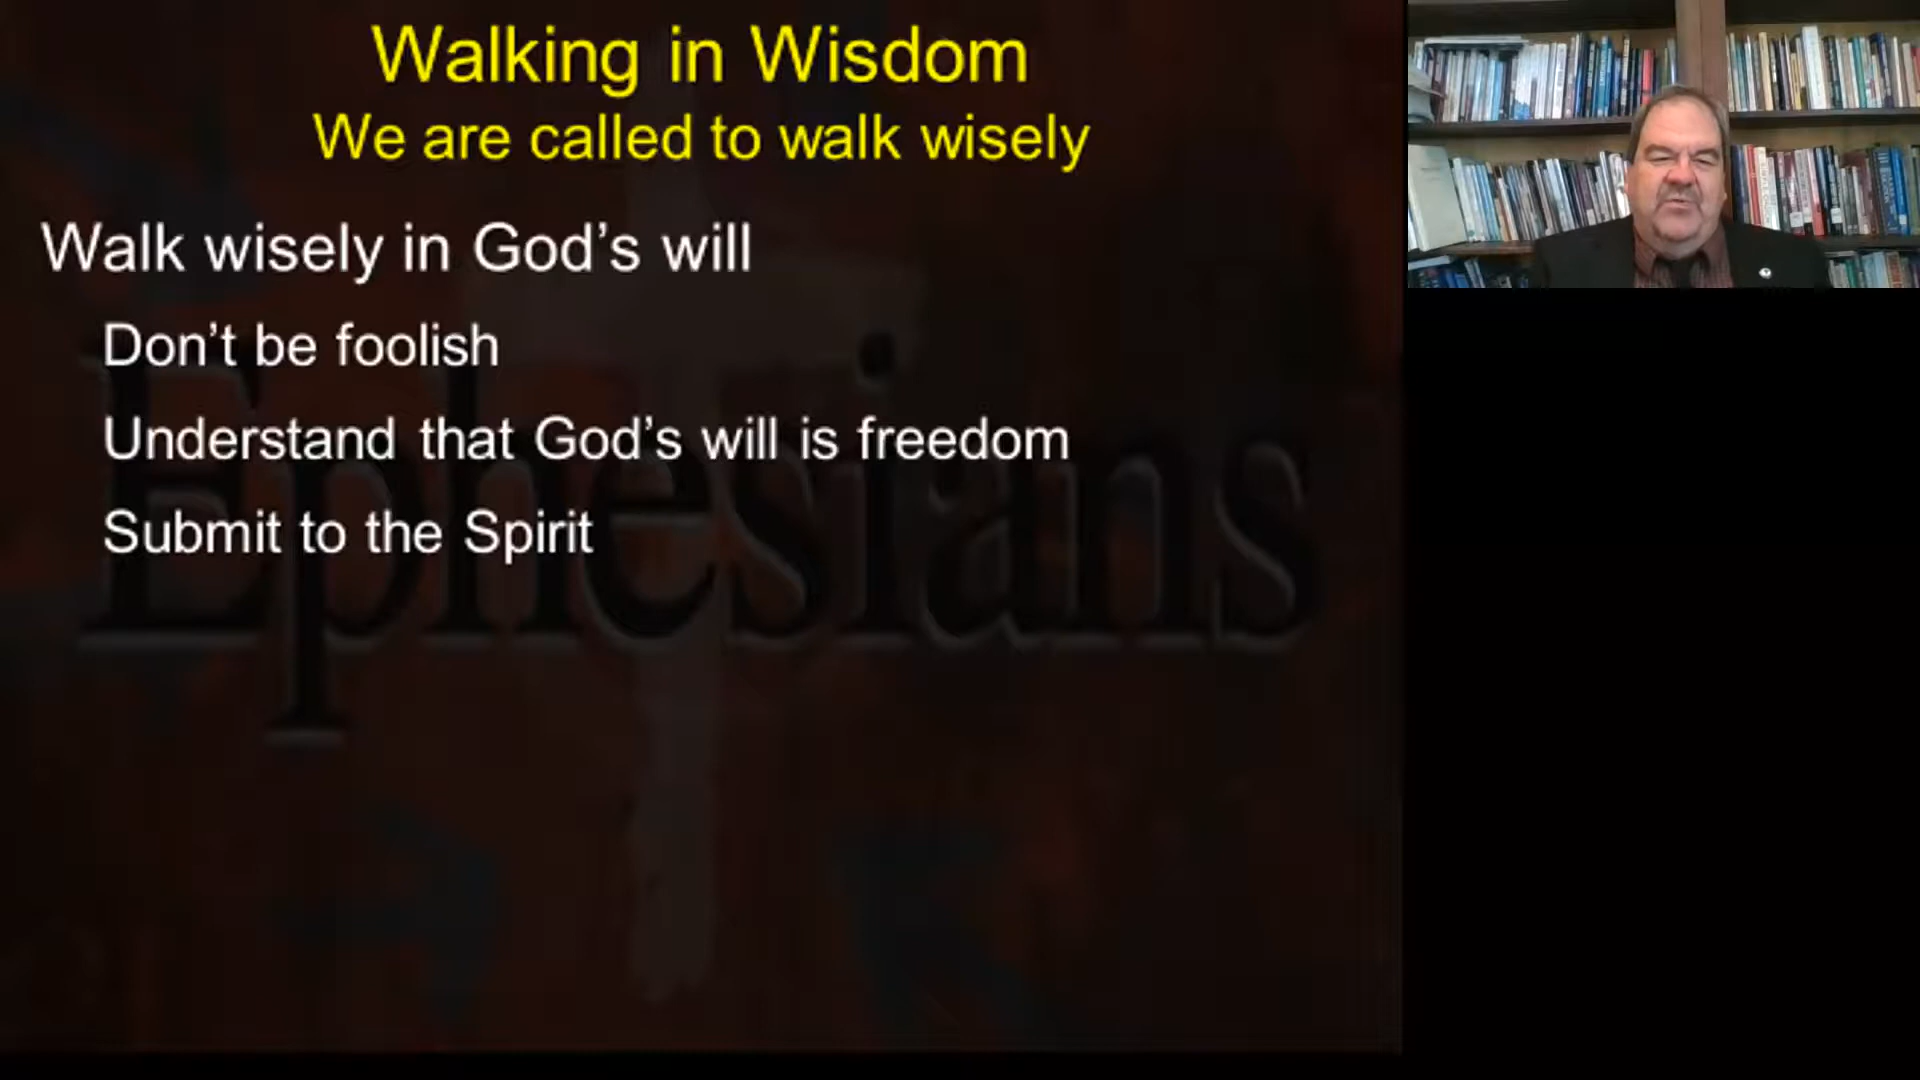 Walking in Wisdom
We are called to walk wisely
Walk wisely in God’s will
Don’t be foolish
Understand that God’s will is freedom
Submit to the Spirit
Ephesians